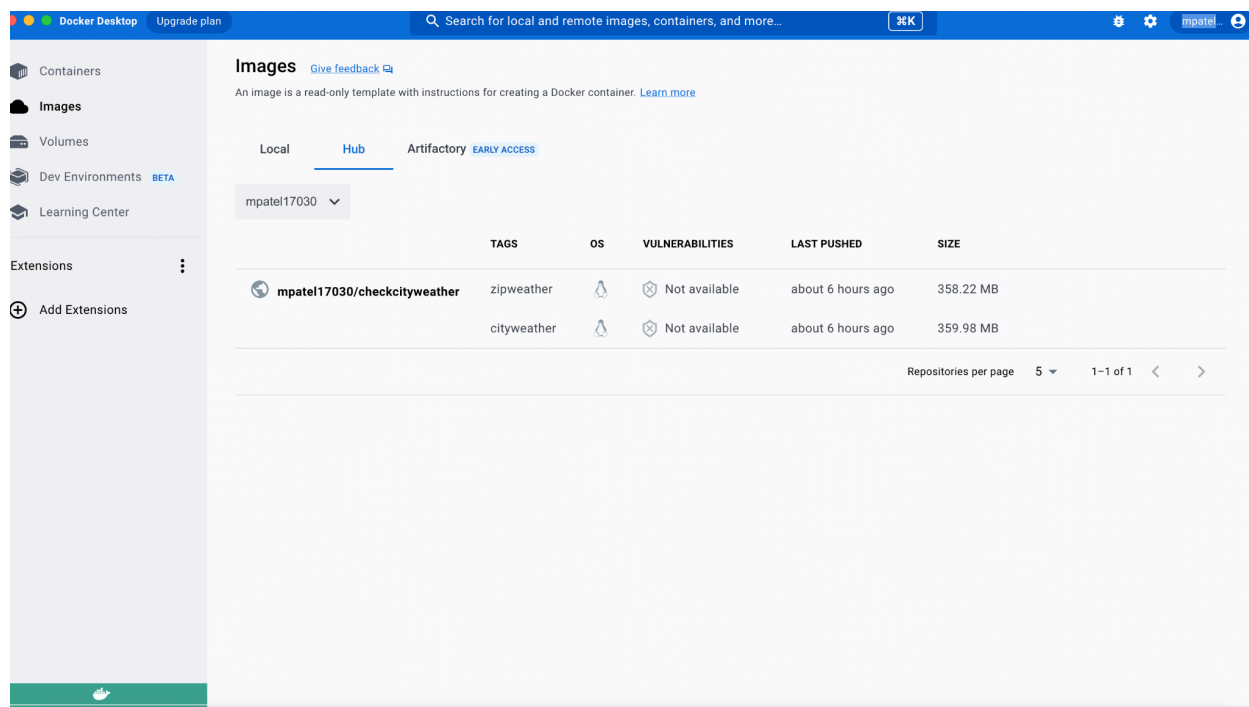 Docker Desktop Upgrade plan Search for local and remote images, containers, and more... ⌘K mpatel...
Containers
Images
Volumes
Dev Environments BETA
Learning Center
Extensions
Add Extensions
Images Give feedback
An image is a read-only template with instructions for creating a Docker container. Learn more
Local Hub Artifactory EARLY ACCESS
mpatel17030
TAGS OS VULNERABILITIES LAST PUSHED SIZE
mpatel17030/checkcityweather zipweather Not available about 6 hours ago 358.22 MB
cityweather Not available about 6 hours ago 359.98 MB
Repositories per page 5 1–1 of 1